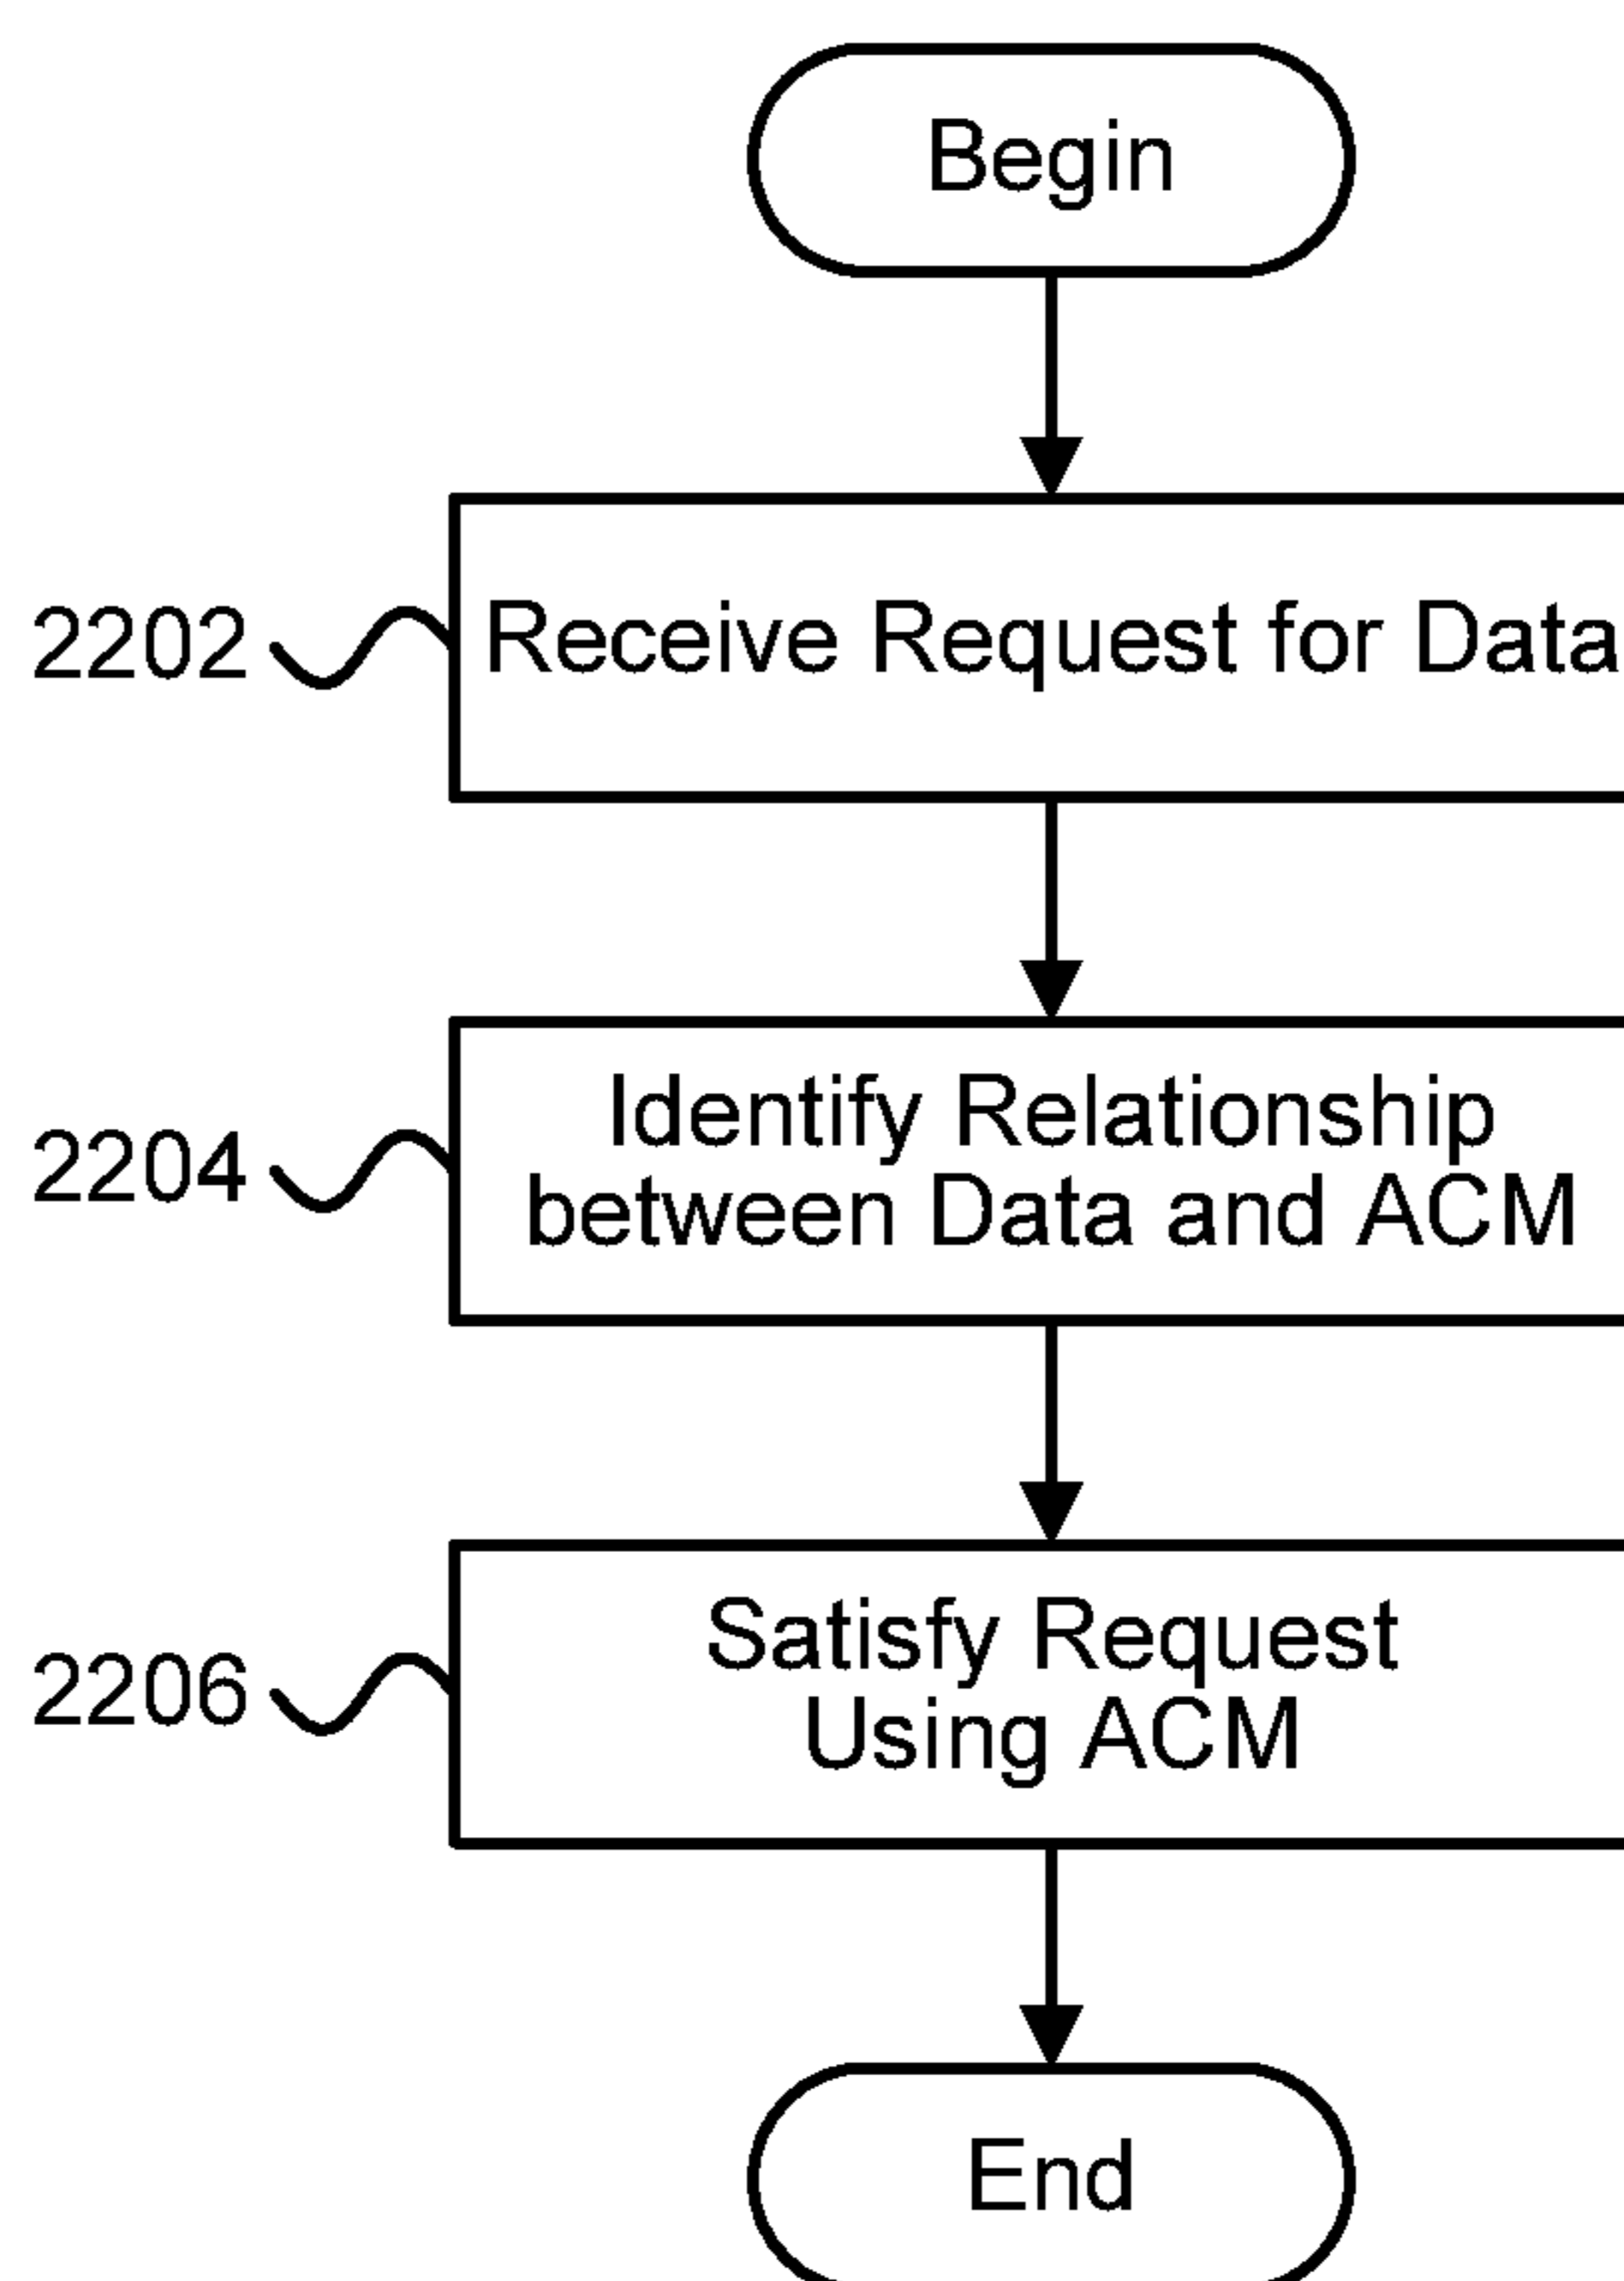 Begin
2202
Receive Request for Data
2204
Identify Relationship
between Data and ACM
2206
Satisfy Request
Using ACM
End